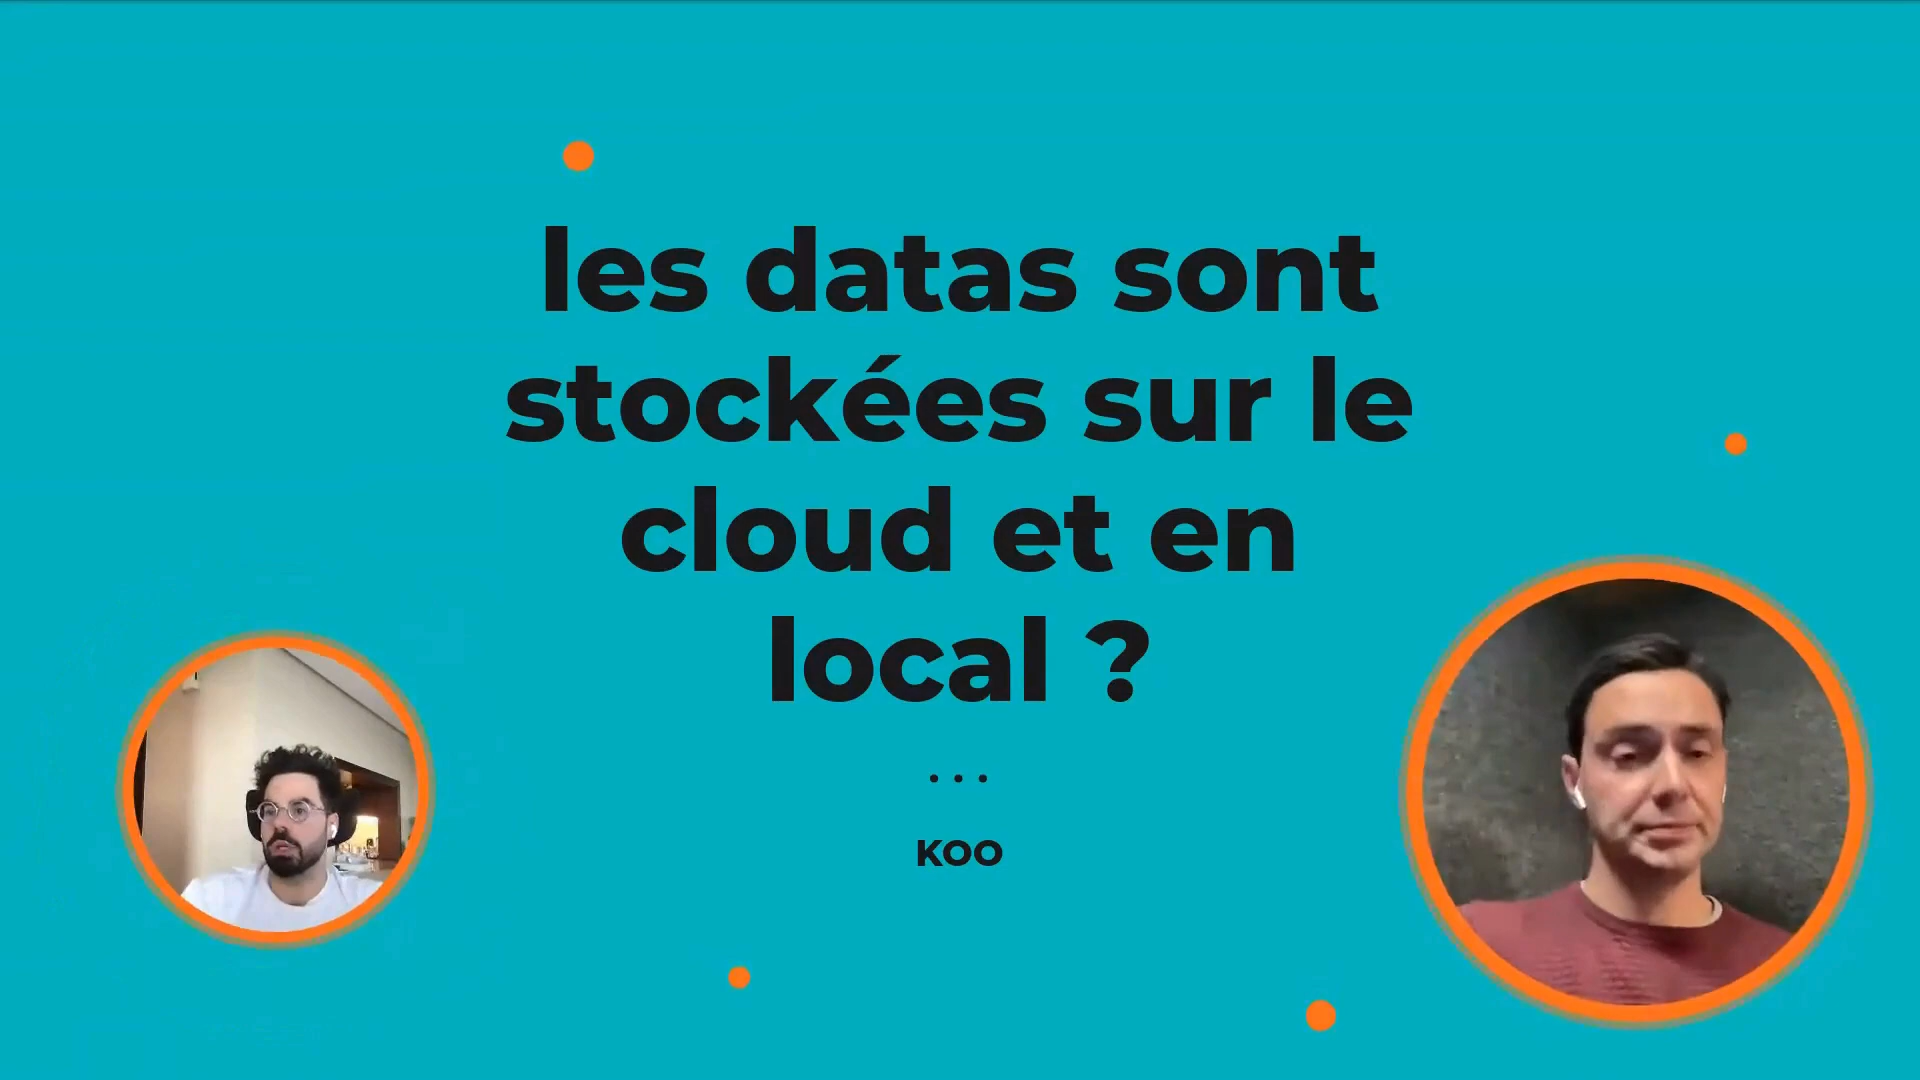 les datas sont
stockées sur le
cloud et en
local ?
...
KOO